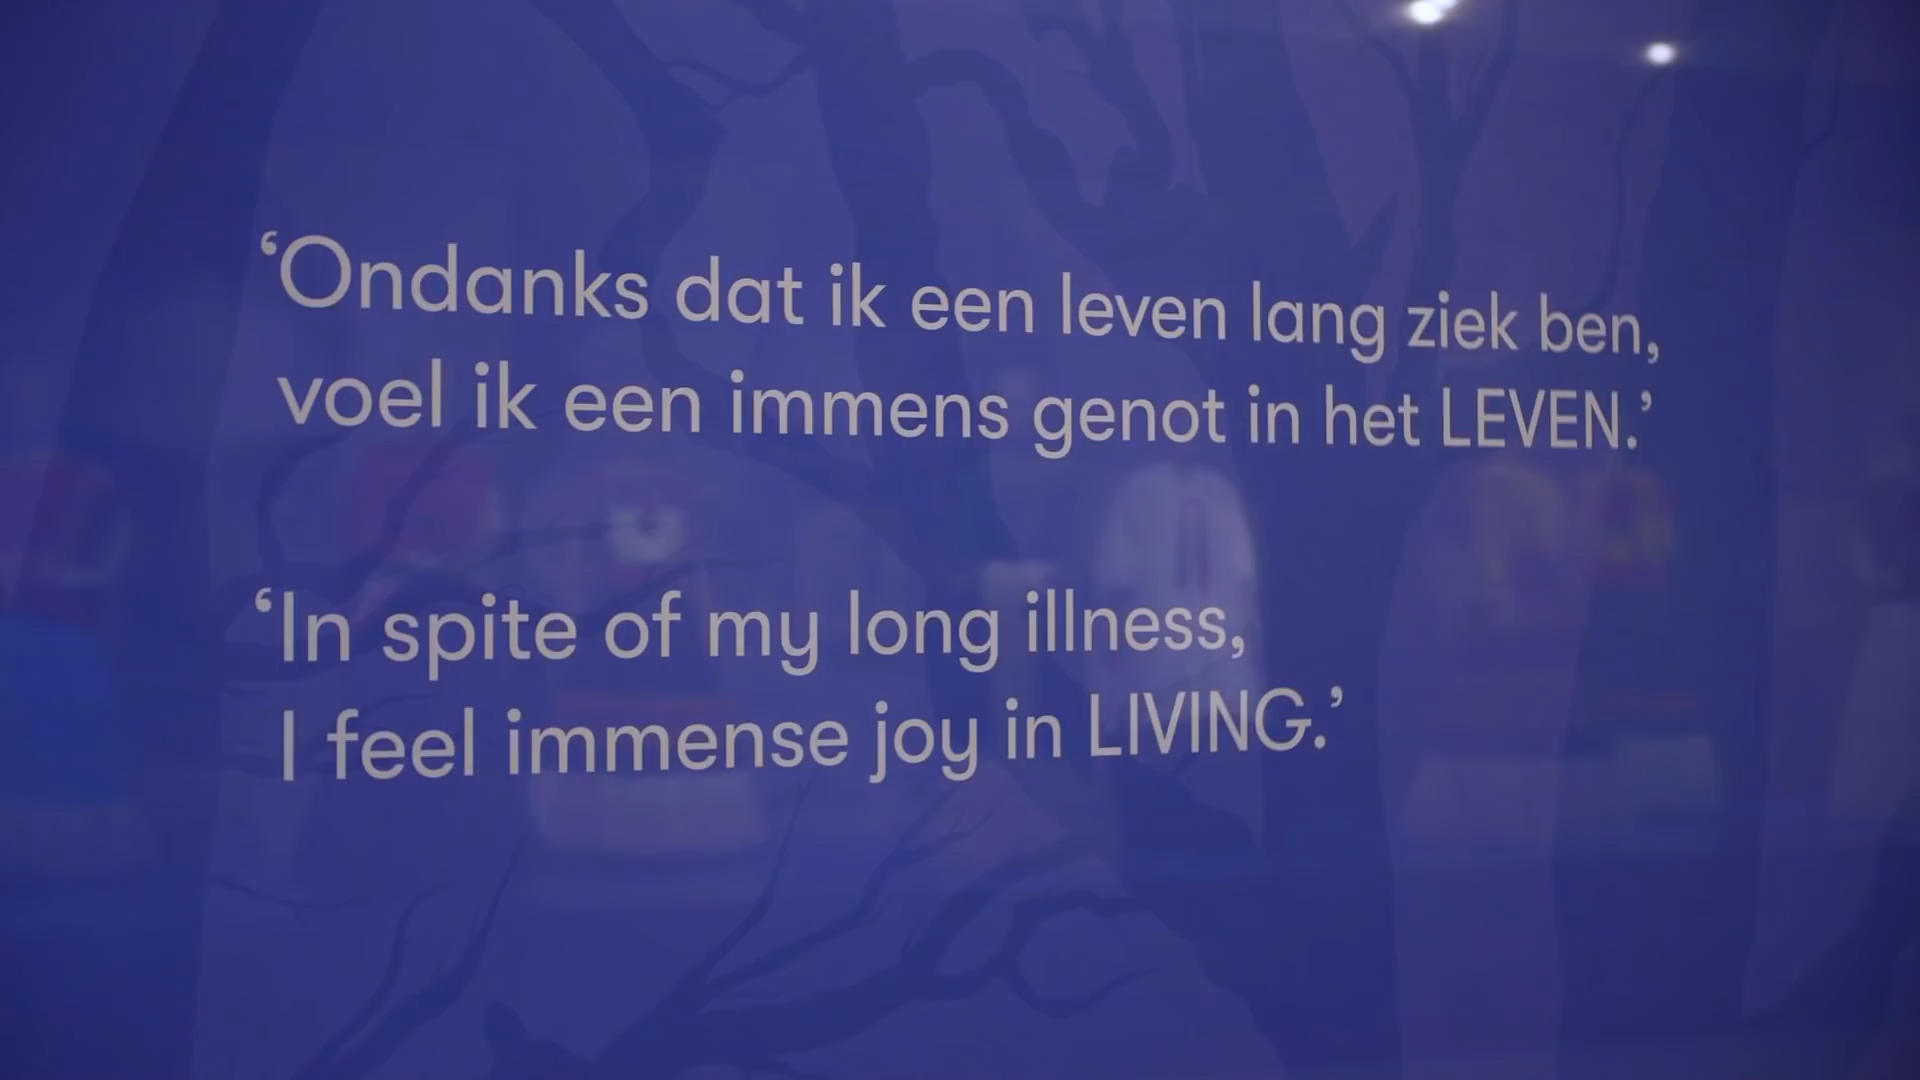 ‘Ondanks dat ik een leven lang ziek ben,
voel ik een immens genot in het LEVEN.’
‘In spite of my long illness,
I feel immense joy in LIVING.’